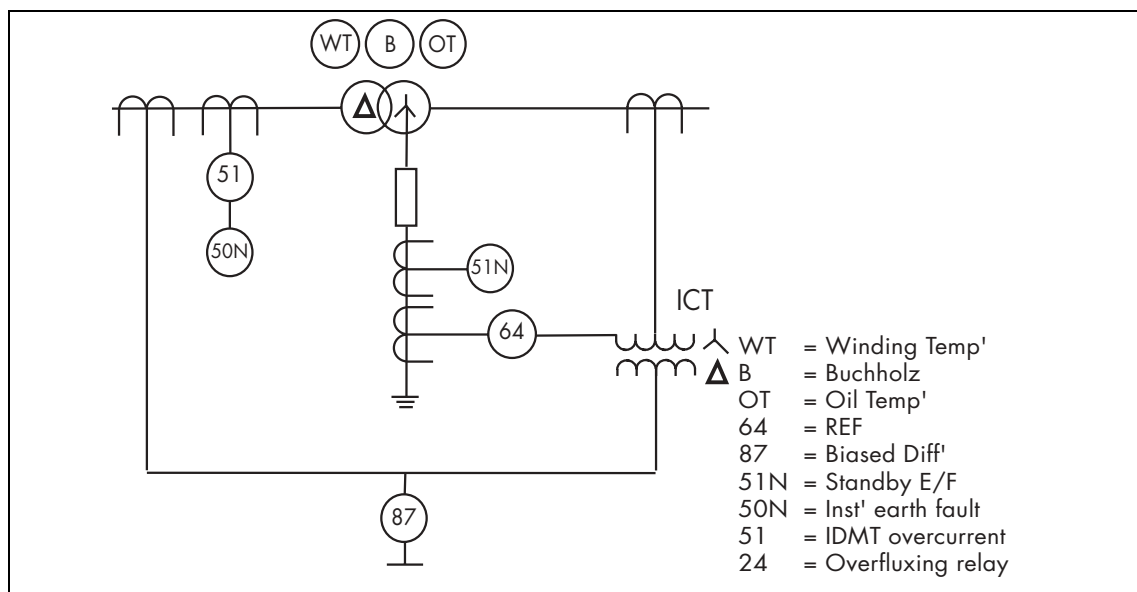 WT B OT
51
50N
51N
64
ICT
87
WT = Winding Temp'
B = Buchholz
OT = Oil Temp'
64 = REF
87 = Biased Diff'
51N = Standby E/F
50N = Inst' earth fault
51 = IDMT overcurrent
24 = Overfluxing relay